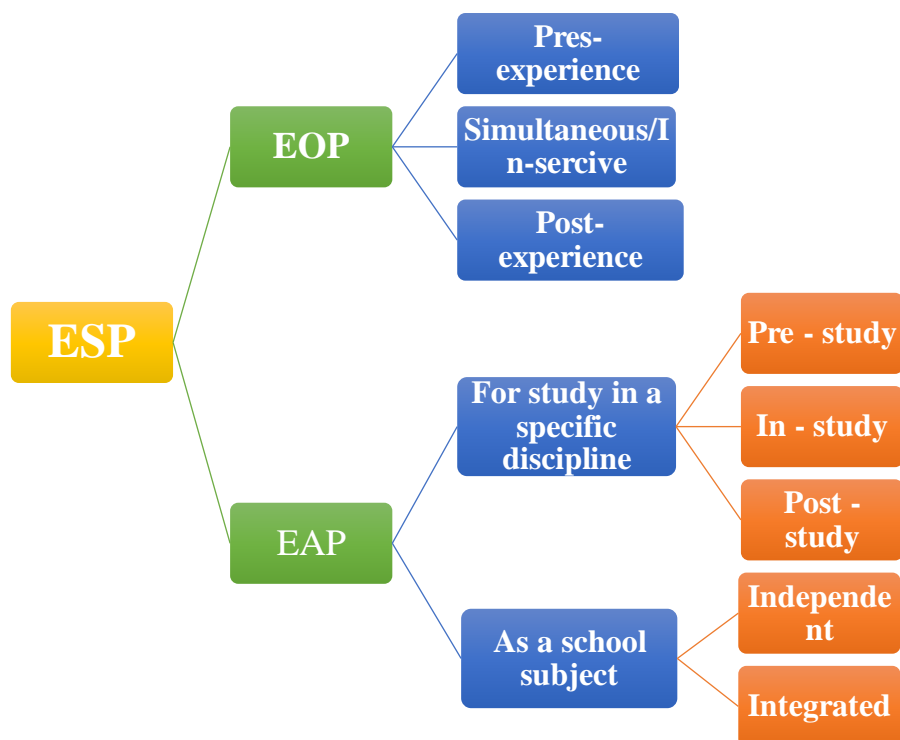 Pres-
experience
EOP
Simultaneous/I
n-sercive
Post-
experience
ESP
Pre - study
For study in a
specific
discipline
In - study
Post -
study
EAP
Independe
nt
As a school
subject
Integrated